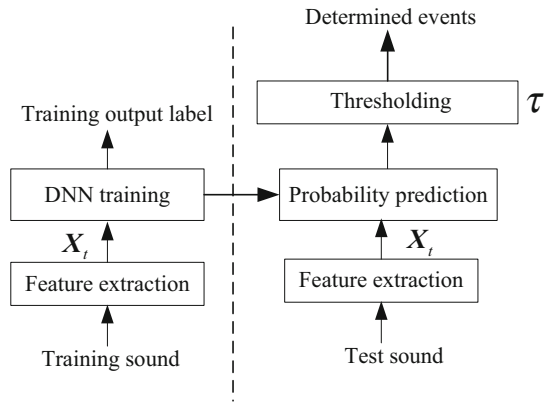 Determined events
Thresholding
τ
Training output label
DNN training
Probability prediction
X_t
X_t
Feature extraction
Feature extraction
Training sound
Test sound